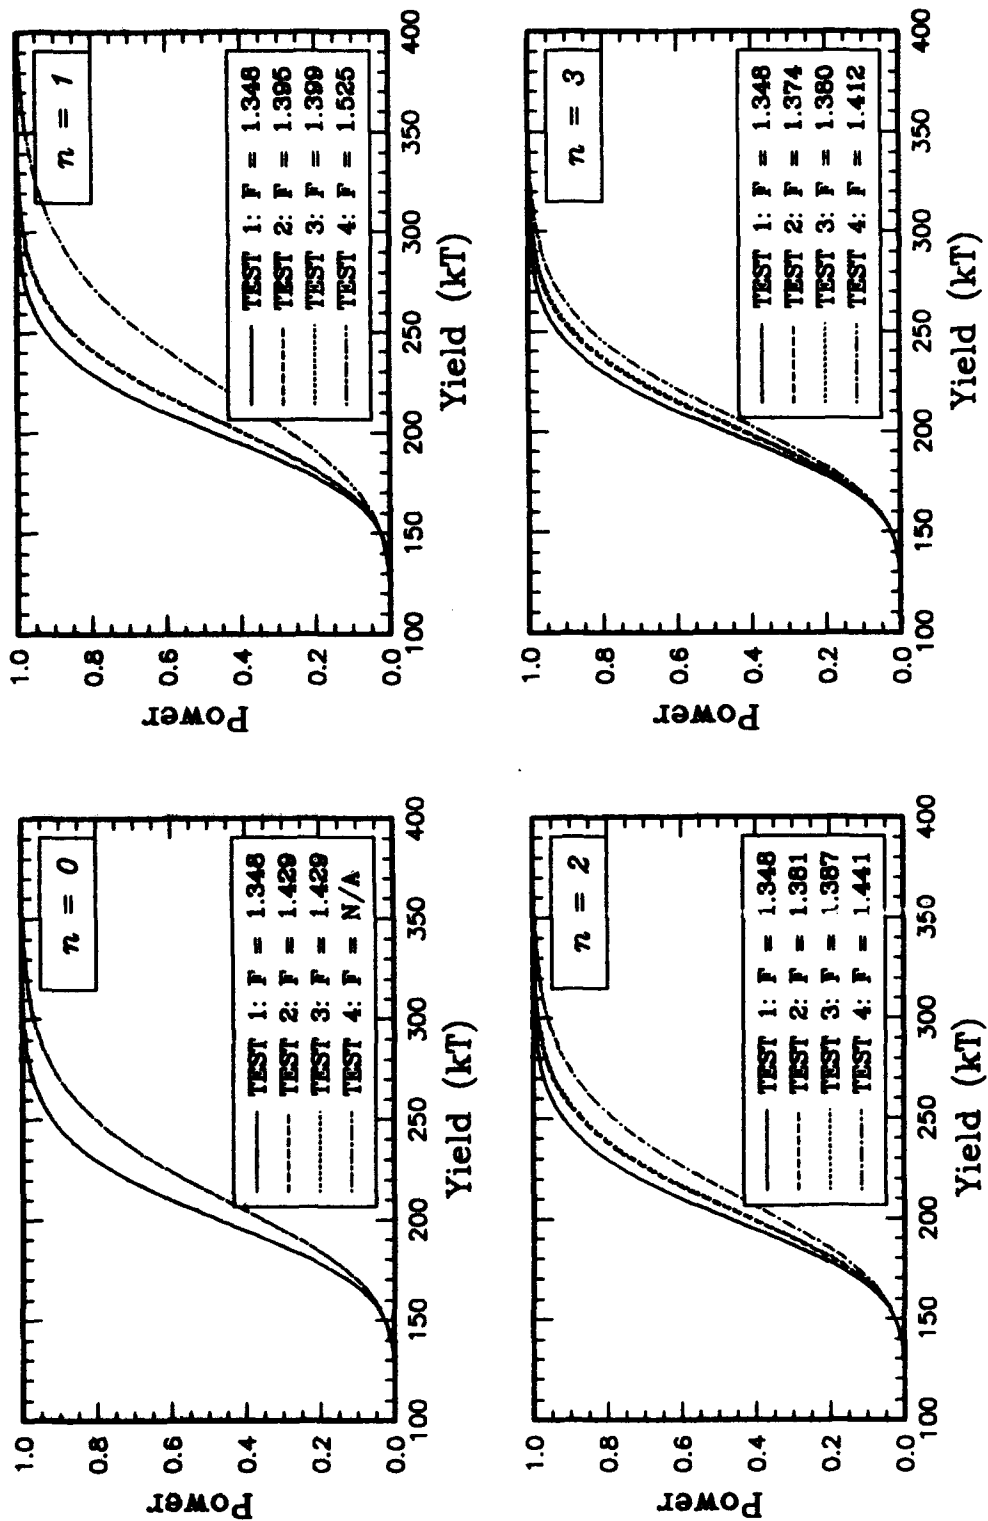 Power
1.0
0.8
0.6
0.4
0.2
0.0
n = 0
TEST 1: F = 1.348
TEST 2: F = 1.429
TEST 3: F = 1.429
TEST 4: F = N/A
100 150 200 250 300 350 400
Yield (kT)
Power
1.0
0.8
0.6
0.4
0.2
0.0
n = 1
TEST 1: F = 1.348
TEST 2: F = 1.395
TEST 3: F = 1.399
TEST 4: F = 1.525
100 150 200 250 300 350 400
Yield (kT)
Power
1.0
0.8
0.6
0.4
0.2
0.0
n = 2
TEST 1: F = 1.348
TEST 2: F = 1.381
TEST 3: F = 1.387
TEST 4: F = 1.441
100 150 200 250 300 350 400
Yield (kT)
Power
1.0
0.8
0.6
0.4
0.2
0.0
n = 3
TEST 1: F = 1.348
TEST 2: F = 1.374
TEST 3: F = 1.380
TEST 4: F = 1.412
100 150 200 250 300 350 400
Yield (kT)